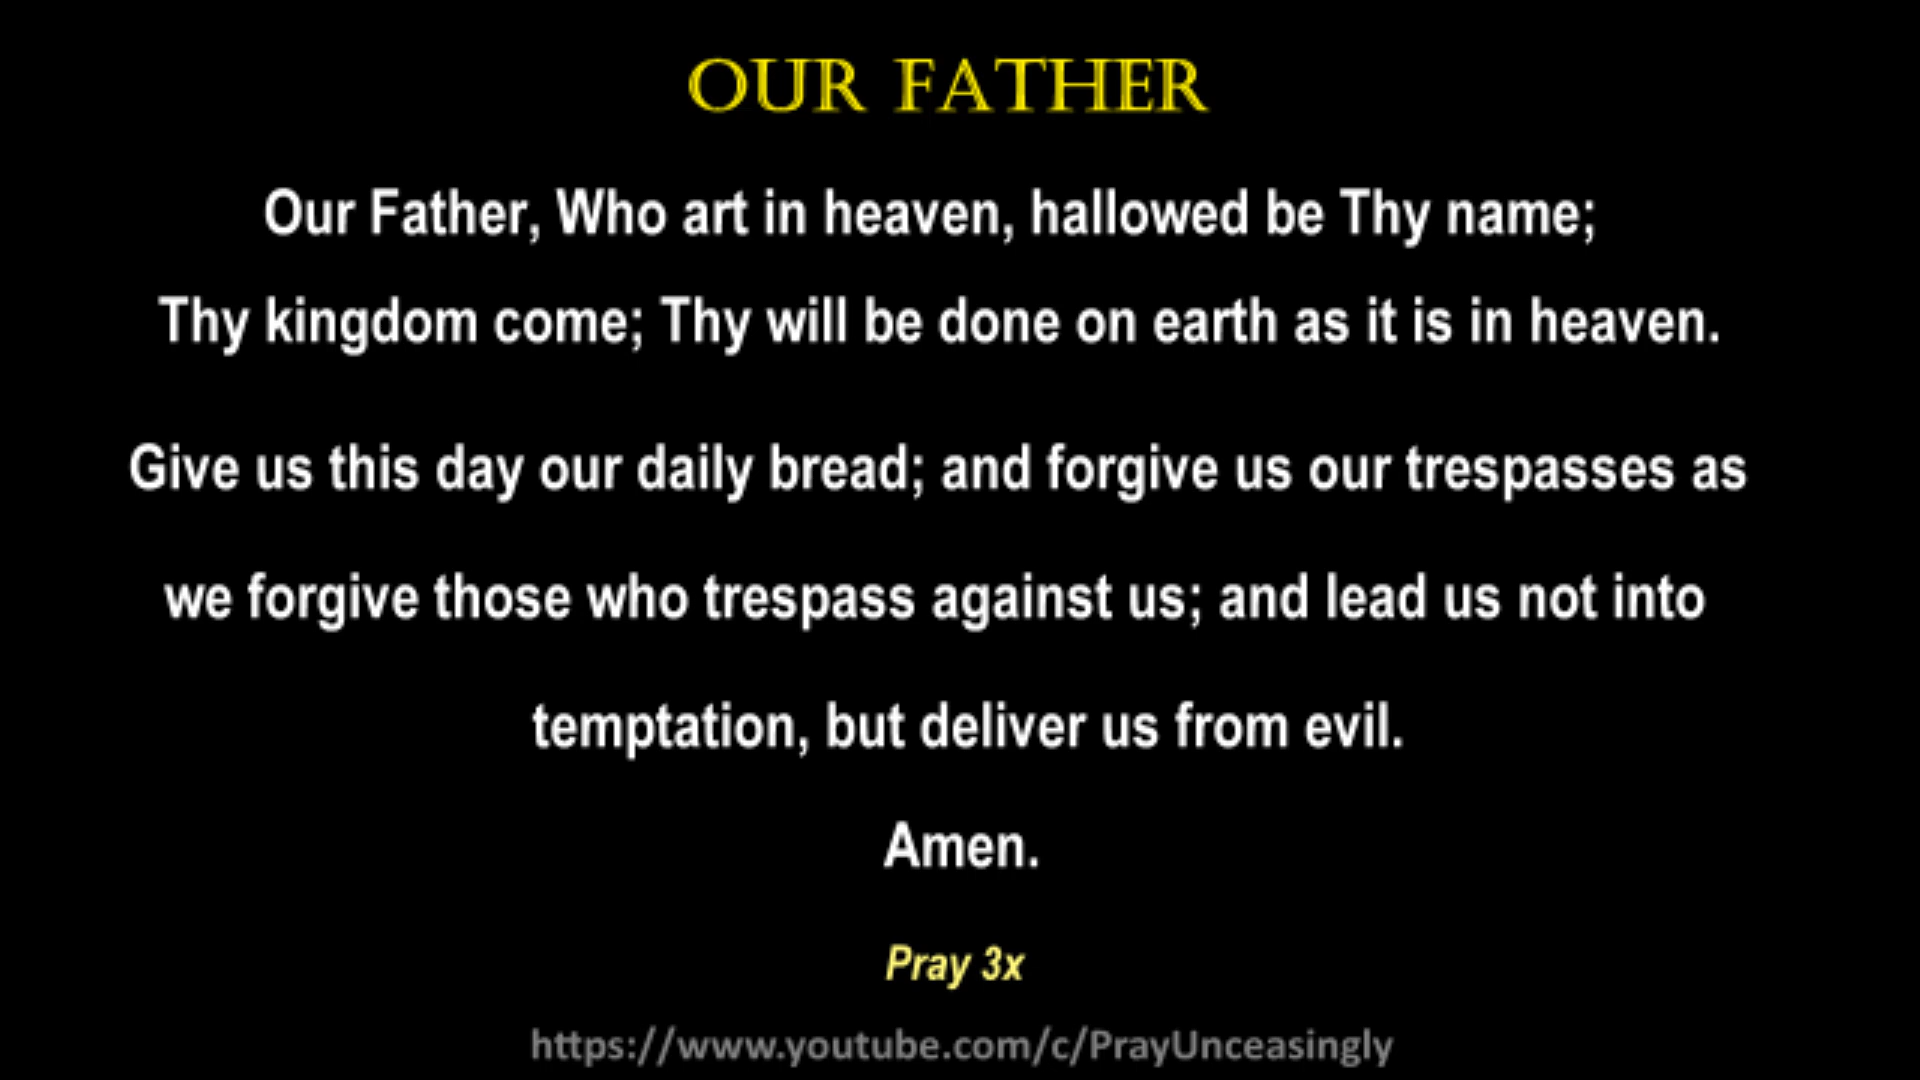 OUR FATHER
Our Father, Who art in heaven, hallowed be Thy name;
Thy kingdom come; Thy will be done on earth as it is in heaven.
Give us this day our daily bread; and forgive us our trespasses as
we forgive those who trespass against us; and lead us not into
temptation, but deliver us from evil.
Amen.
Pray 3x
https://www.youtube.com/c/PrayUnceasingly